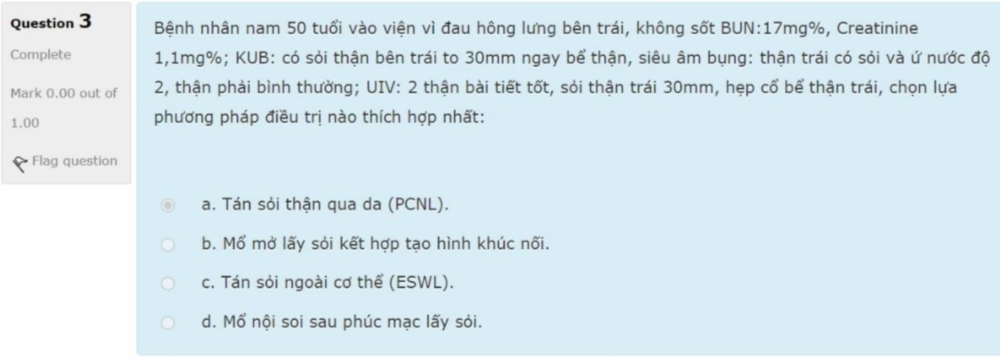 Question 3
Complete
Mark 0.00 out of
1.00
Flag question
Bệnh nhân nam 50 tuổi vào viện vì đau hông lưng bên trái, không sốt BUN:17mg%, Creatinine
1,1mg%; KUB: có sỏi thận bên trái to 30mm ngay bể thận, siêu âm bụng: thận trái có sỏi và ứ nước độ
2, thận phải bình thường; UIV: 2 thận bài tiết tốt, sỏi thận trái 30mm, hẹp cổ bể thận trái, chọn lựa
phương pháp điều trị nào thích hợp nhất:
a. Tán sỏi thận qua da (PCNL).
b. Mổ mở lấy sỏi kết hợp tạo hình khúc nối.
c. Tán sỏi ngoài cơ thể (ESWL).
d. Mổ nội soi sau phúc mạc lấy sỏi.